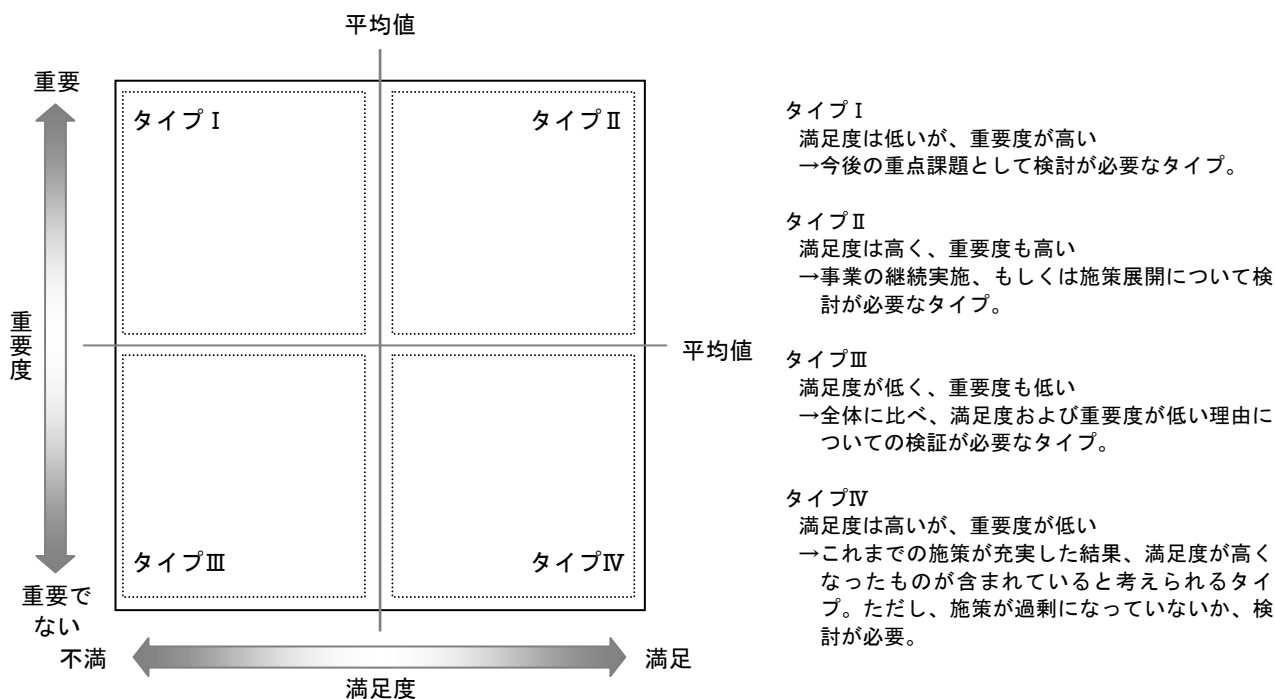 平均値
重要
タイプⅠ
タイプⅡ
重要度
平均値
タイプⅢ
タイプⅣ
重要で
ない
不満
満足
満足度
タイプⅠ
満足度は低いが、重要度が高い
→今後の重点課題として検討が必要なタイプ。
タイプⅡ
満足度は高く、重要度も高い
→事業の継続実施、もしくは施策展開について検
討が必要なタイプ。
タイプⅢ
満足度が低く、重要度も低い
→全体に比べ、満足度および重要度が低い理由に
ついての検証が必要なタイプ。
タイプⅣ
満足度は高いが、重要度が低い
→これまでの施策が充実した結果、満足度が高く
なったものが含まれていると考えられるタイ
プ。ただし、施策が過剰になっていないか、検
討が必要。